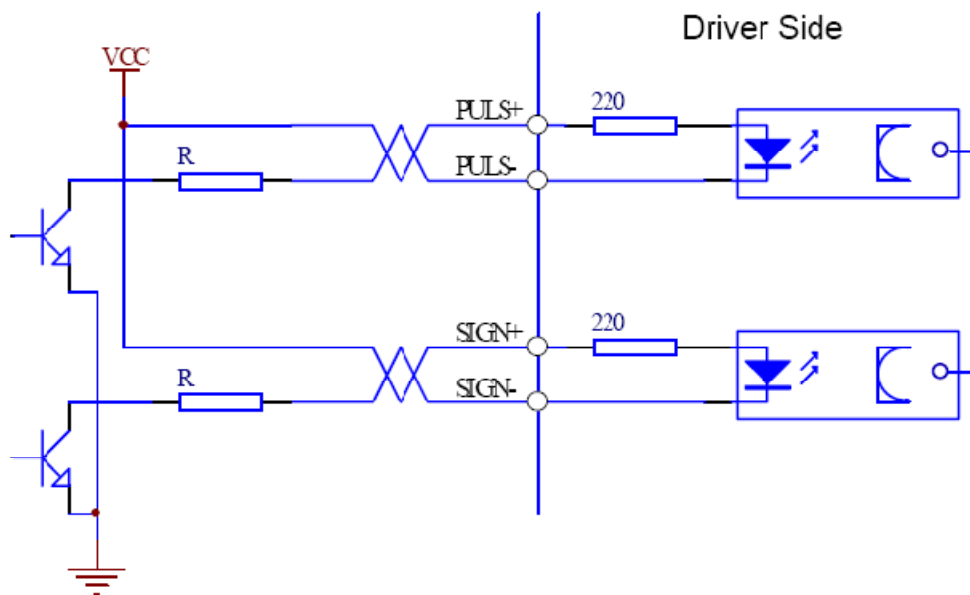 Driver Side
VCC
PULS+
220
R
PULS-
SIGN+
220
R
SIGN-